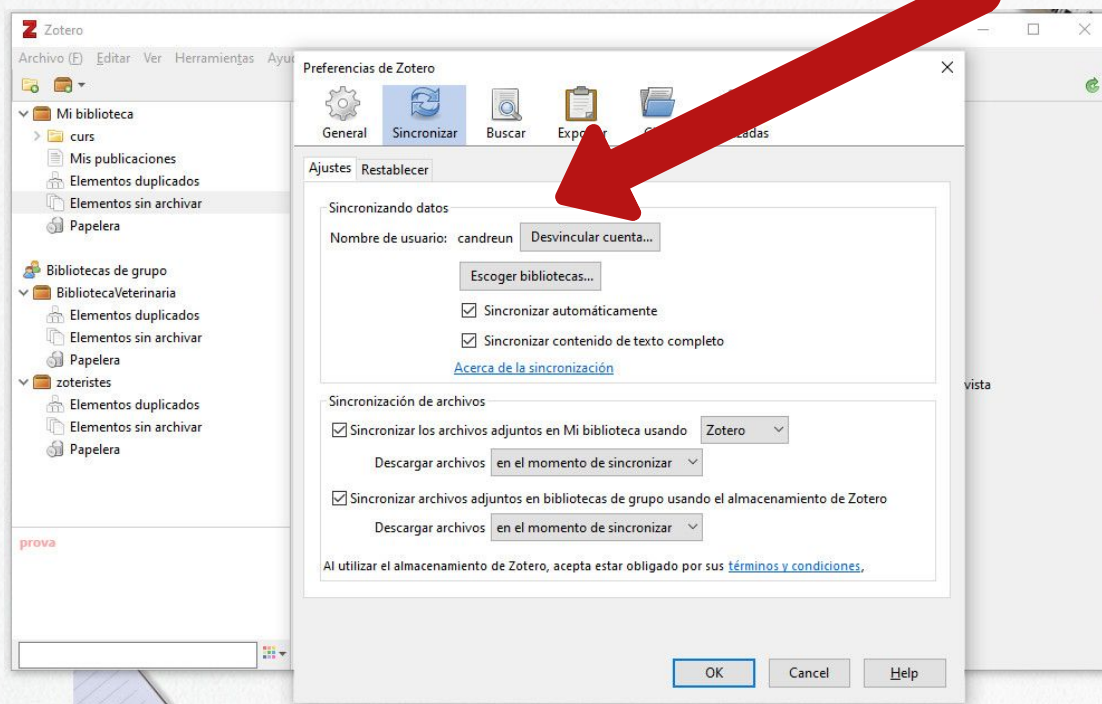 Zotero
Archivo (F) Editar Ver Herramientas
Preferencias de Zotero
General Sincronizar Buscar
Mi biblioteca
curs
Mis publicaciones
Elementos duplicados
Elementos sin archivar
Papelera
Bibliotecas de grupo
BibliotecaVeterinaria
Elementos duplicados
Elementos sin archivar
Papelera
zoteristes
Elementos duplicados
Elementos sin archivar
Papelera
prova
Ajustes Restablecer
Sincronizando datos
Nombre de usuario: candreun Desvincular cuenta...
Escoger bibliotecas...
Sincronizar automáticamente
Sincronizar contenido de texto completo
Acerca de la sincronización
Sincronización de archivos
Sincronizar los archivos adjuntos en Mi biblioteca usando Zotero
Descargar archivos en el momento de sincronizar
Sincronizar archivos adjuntos en bibliotecas de grupo usando el almacenamiento de Zotero
Descargar archivos en el momento de sincronizar
Al utilizar el almacenamiento de Zotero, acepta estar obligado por sus términos y condiciones.
OK Cancel Help
vista